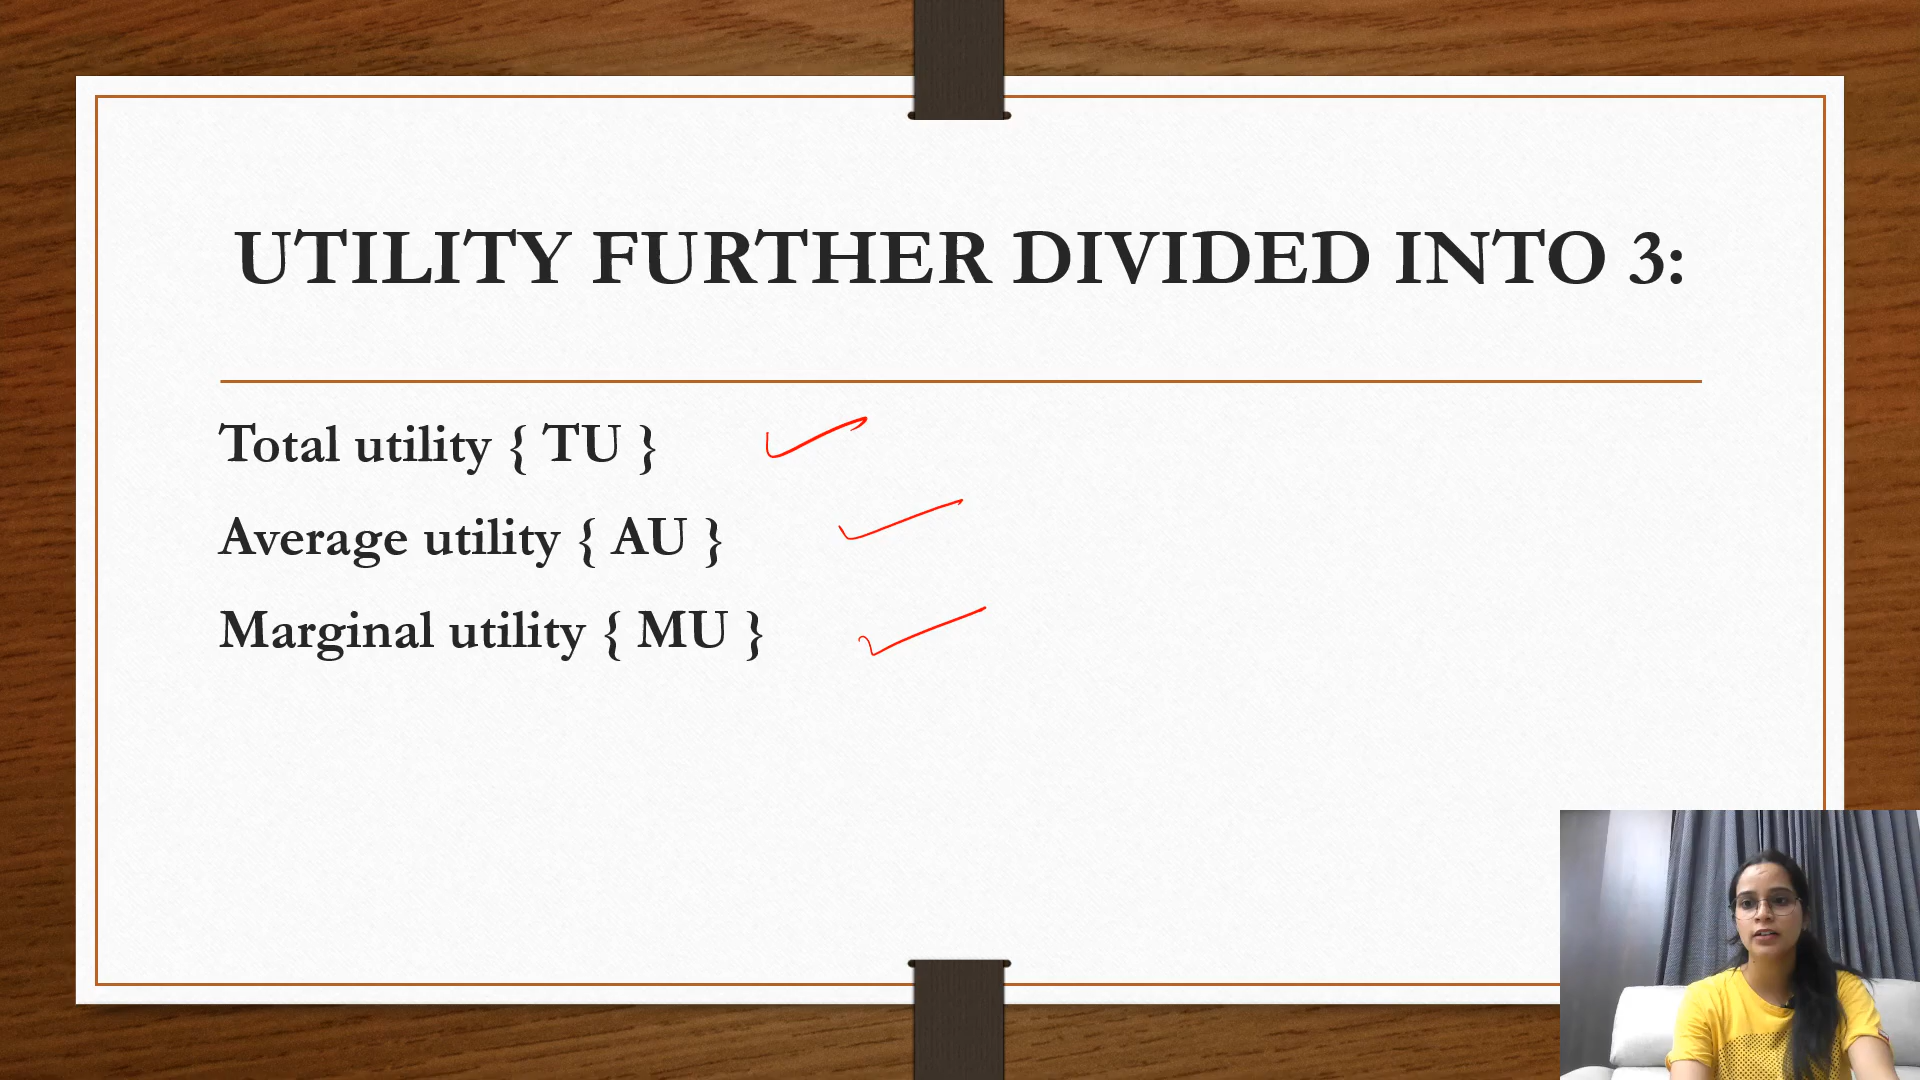 UTILITY FURTHER DIVIDED INTO 3:
Total utility { TU }
Average utility { AU }
Marginal utility { MU }